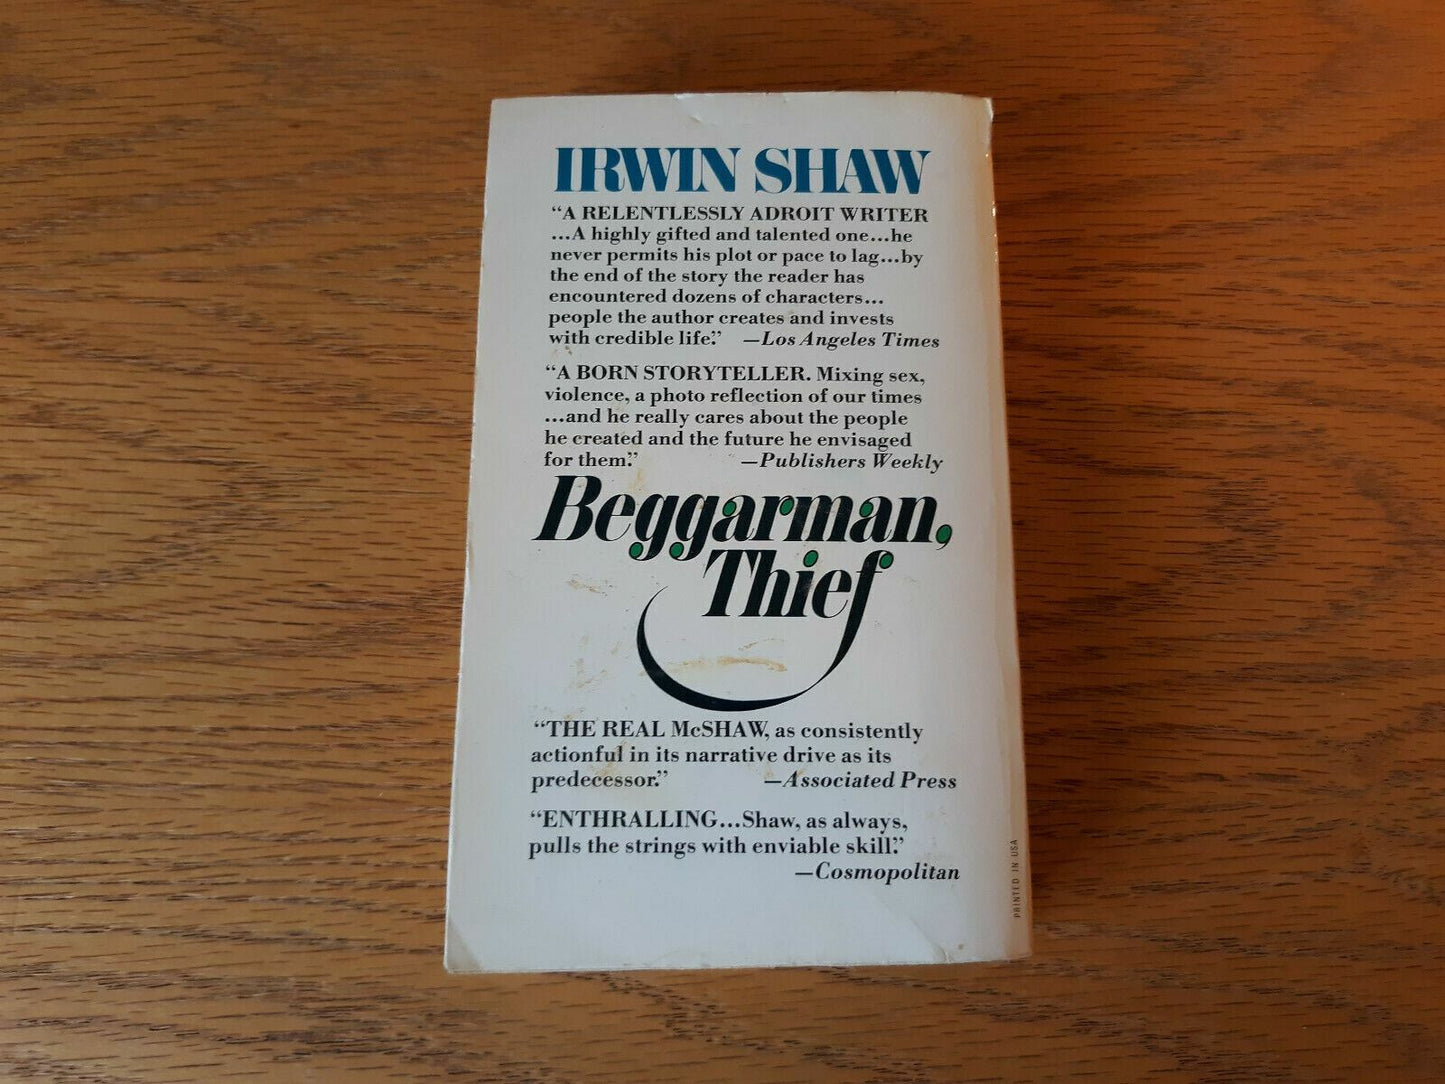 IRWIN SHAW
“A RELENTLESSLY ADROIT WRITER
...A highly gifted and talented one...he
never permits his plot or pace to lag...by
the end of the story the reader has
encountered dozens of characters...
people the author creates and invests
with credible life.” —Los Angeles Times
“A BORN STORYTELLER. Mixing sex,
violence, a photo reflection of our times
...and he really cares about the people
he created and the future he envisaged
for them.” —Publishers Weekly
Beggarman,
Thief
“THE REAL McSHAW, as consistently
actionful in its narrative drive as its
predecessor.” —Associated Press
“ENTHRALLING...Shaw, as always,
pulls the strings with enviable skill.”
—Cosmopolitan
PRINTED IN USA